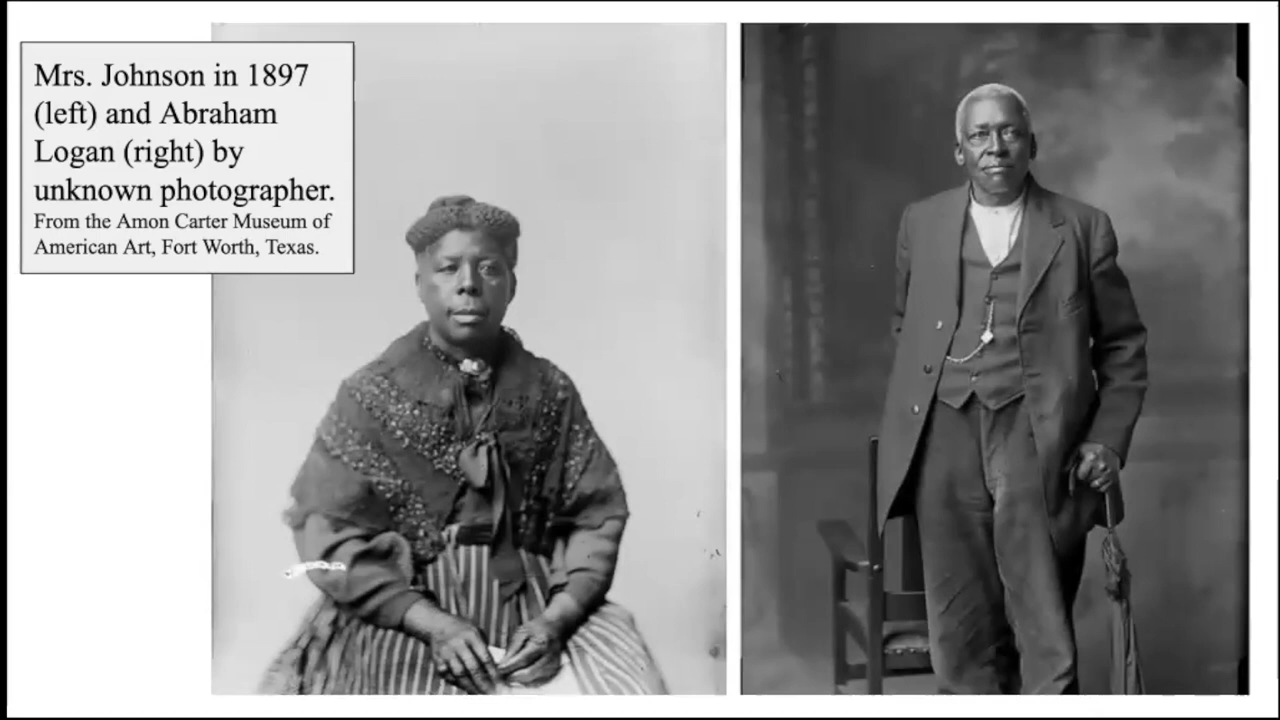 Mrs. Johnson in 1897
(left) and Abraham
Logan (right) by
unknown photographer.
From the Amon Carter Museum of
American Art, Fort Worth, Texas.